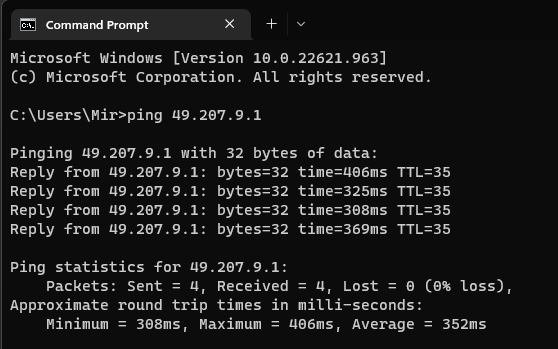 Command Prompt
Microsoft Windows [Version 10.0.22621.963]
(c) Microsoft Corporation. All rights reserved.
C:\Users\Mir>ping 49.207.9.1
Pinging 49.207.9.1 with 32 bytes of data:
Reply from 49.207.9.1: bytes=32 time=406ms TTL=35
Reply from 49.207.9.1: bytes=32 time=325ms TTL=35
Reply from 49.207.9.1: bytes=32 time=308ms TTL=35
Reply from 49.207.9.1: bytes=32 time=369ms TTL=35
Ping statistics for 49.207.9.1:
    Packets: Sent = 4, Received = 4, Lost = 0 (0% loss),
Approximate round trip times in milli-seconds:
    Minimum = 308ms, Maximum = 406ms, Average = 352ms